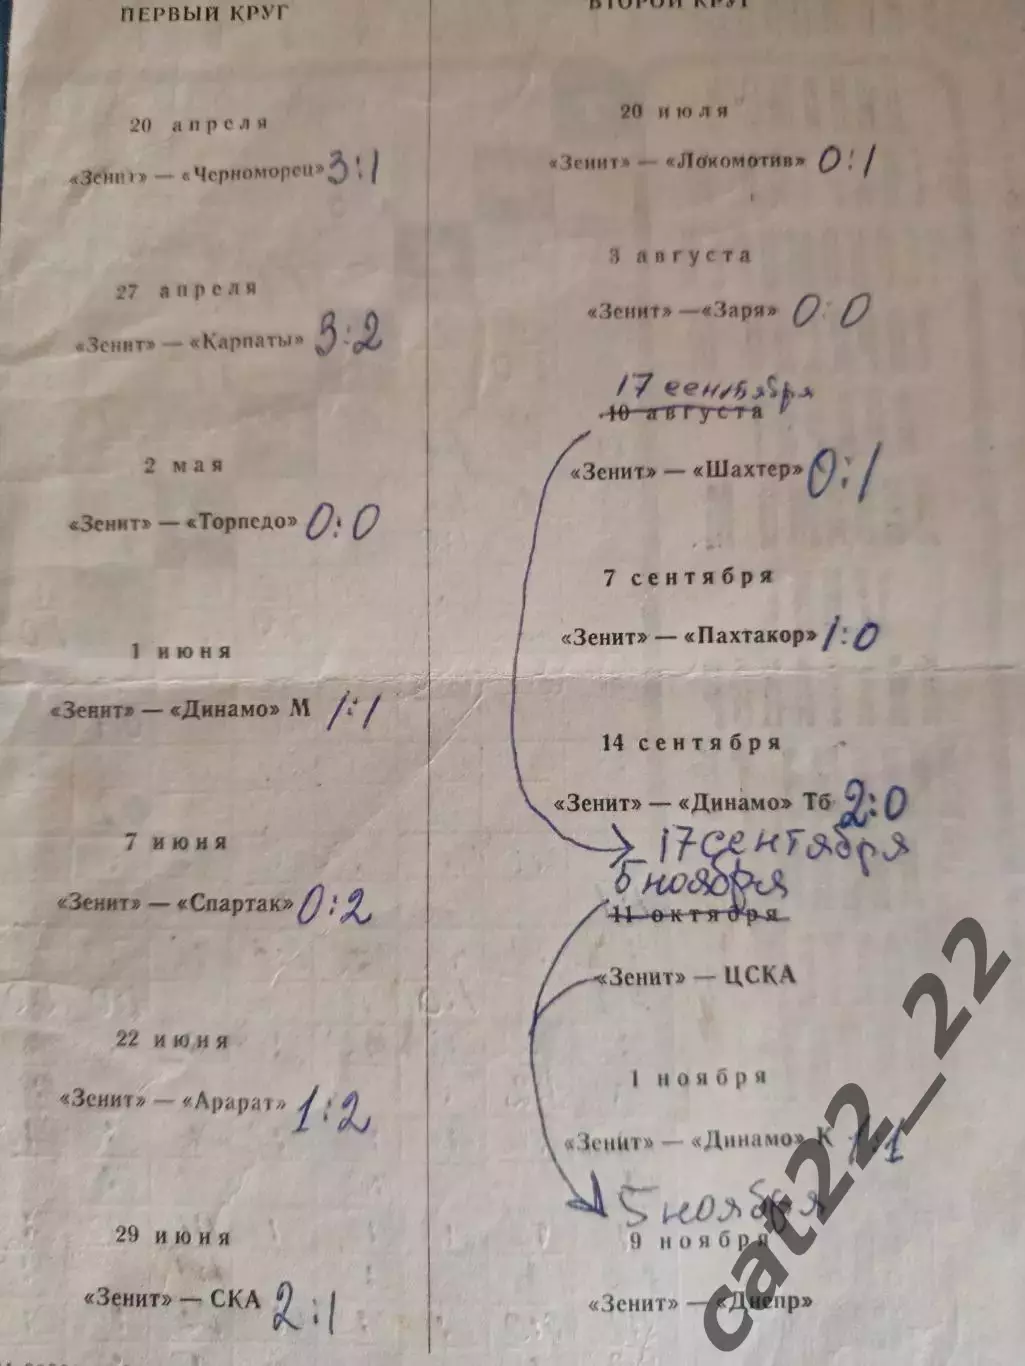 ПЕРВЫЙ КРУГ
20 апреля
«Зенит» — «Черноморец» 3:1
27 апреля
«Зенит» — «Карпаты» 3:2
2 мая
«Зенит» — «Торпедо» 0:0
1 июня
«Зенит» — «Динамо» М 1:1
7 июня
«Зенит» — «Спартак» 0:2
22 июня
«Зенит» — «Арарат» 1:2
29 июня
«Зенит» — СКА 2:1
ВТОРОЙ КРУГ
20 июля
«Зенит» — «Локомотив» 0:1
3 августа
«Зенит» — «Заря» 0:0
17 сентября
10 августа
«Зенит» — «Шахтер» 0:1
7 сентября
«Зенит» — «Пахтакор» 1:0
14 сентября
«Зенит» — «Динамо» Тб 2:0
17 сентября
5 ноября
11 октября
«Зенит» — ЦСКА
1 ноября
«Зенит» — «Динамо» К 1:1
5 ноября
9 ноября
«Зенит» — «Днепр»
cat22_22